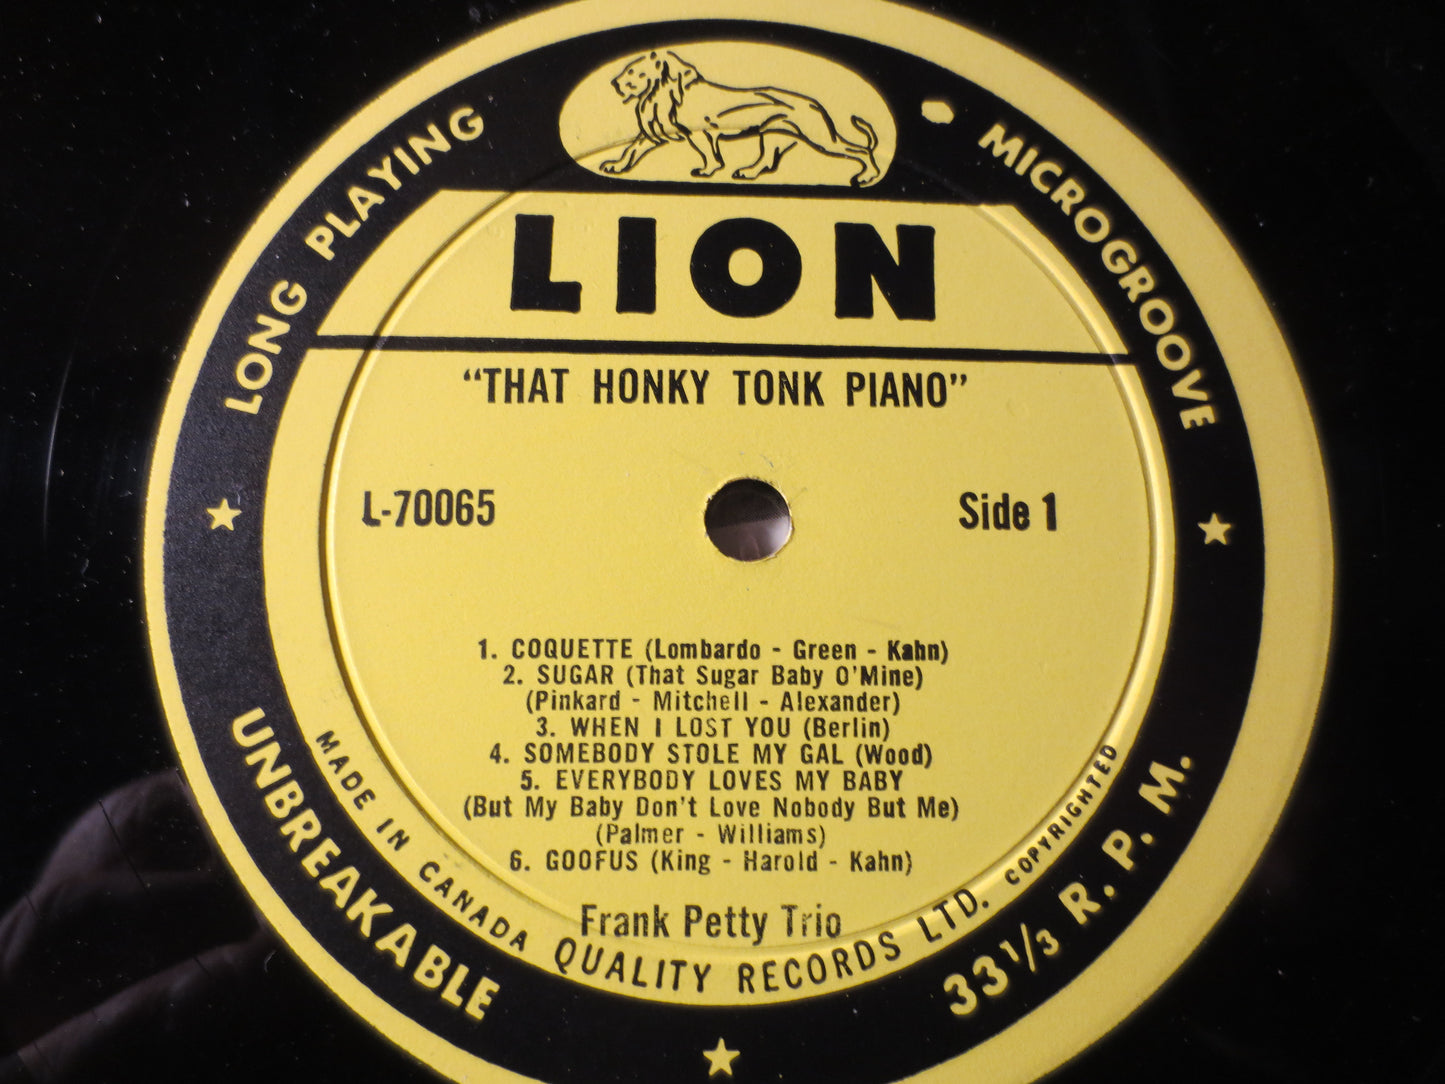 LONG PLAYING
MICROGROOVE
LION
"THAT HONKY TONK PIANO"
L-70065
Side 1
1. COQUETTE (Lombardo - Green - Kahn)
2. SUGAR (That Sugar Baby O'Mine)
(Pinkard - Mitchell - Alexander)
3. WHEN I LOST YOU (Berlin)
4. SOMEBODY STOLE MY GAL (Wood)
5. EVERYBODY LOVES MY BABY
(But My Baby Don't Love Nobody But Me)
(Palmer - Williams)
6. GOOFUS (King - Harold - Kahn)
Frank Petty Trio
MADE IN CANADA QUALITY RECORDS LTD. COPYRIGHTED
UNBREAKABLE
33 1/3 R. P. M.